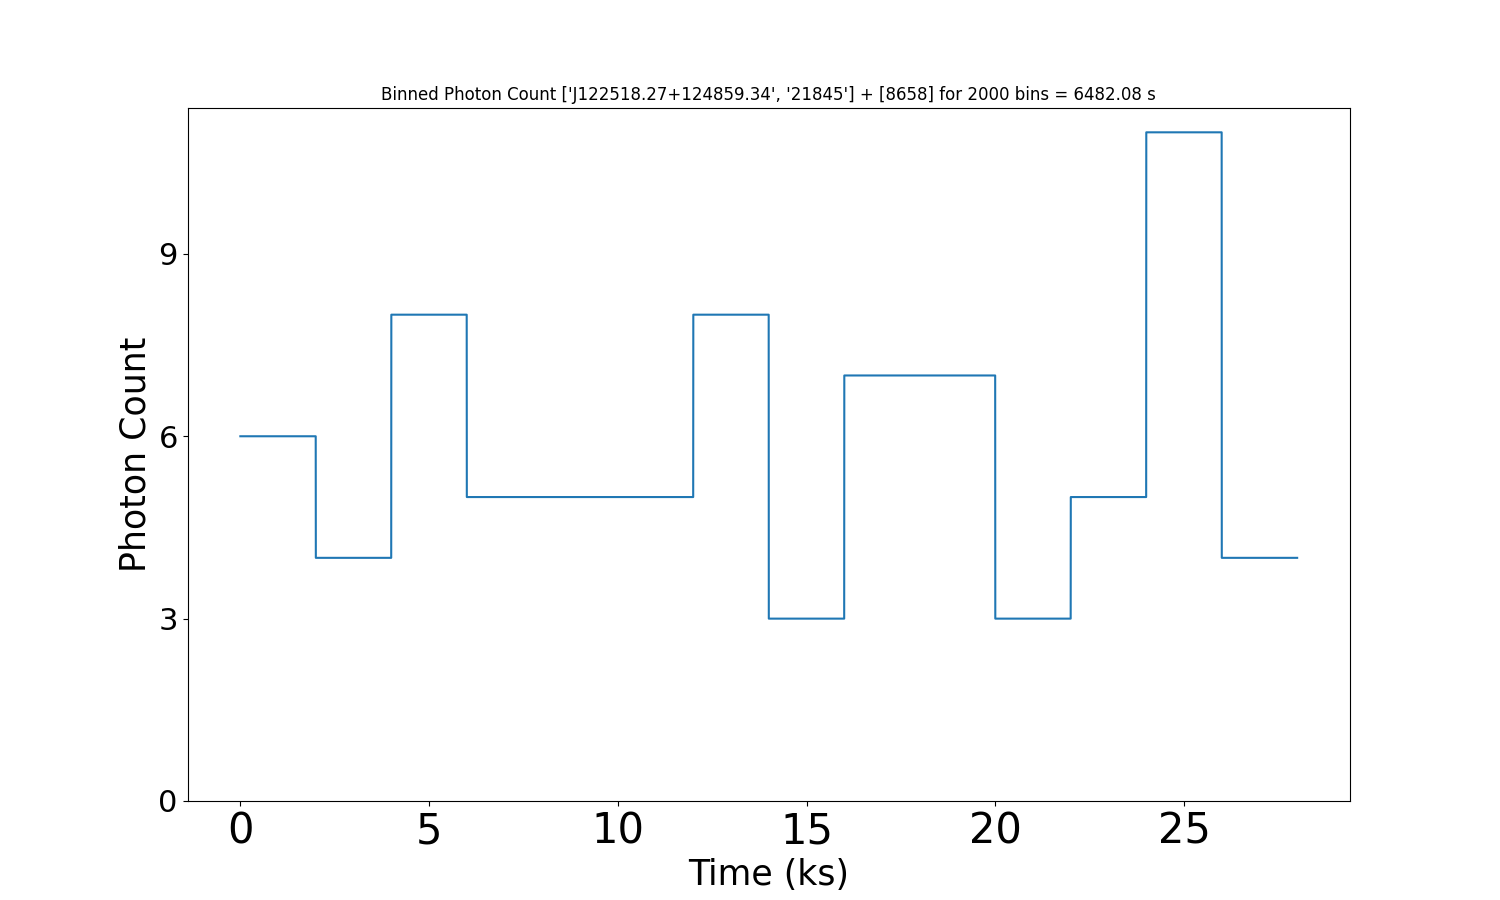 Binned Photon Count ['J122518.27+124859.34', '21845'] + [8658] for 2000 bins = 6482.08 s
9
6
3
0
Photon Count
0 5 10 15 20 25
Time (ks)